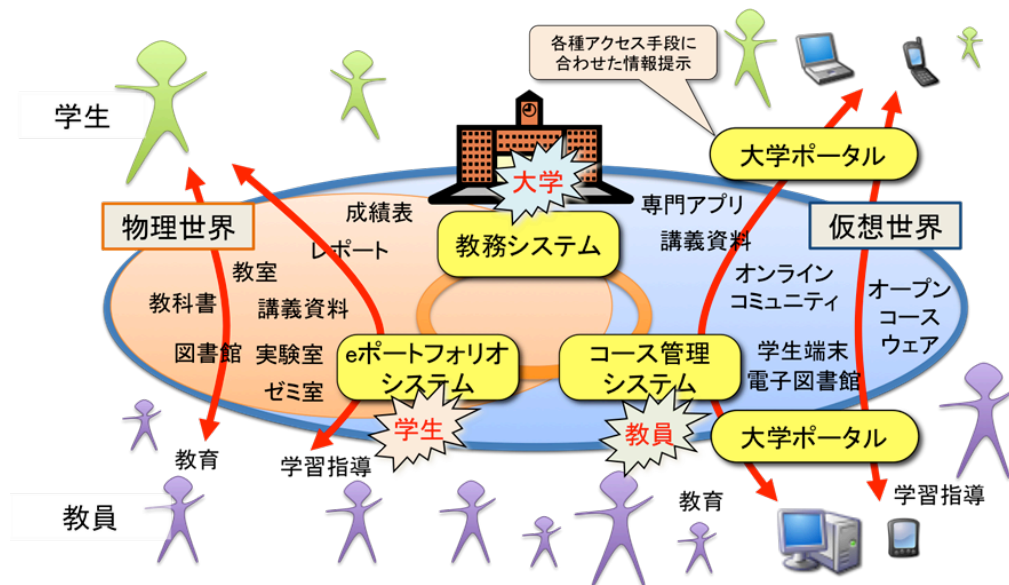 各種アクセス手段に
合わせた情報提示
学生
大学ポータル
大学
物理世界
成績表
専門アプリ
仮想世界
レポート
教務システム
講義資料
教室
オンライン
コミュニティ
教科書
講義資料
オープン
コース
ウェア
図書館
実験室
ゼミ室
eポートフォリオ
システム
コース管理
システム
学生端末
電子図書館
学生
教員
大学ポータル
教育
学習指導
教育
学習指導
教員